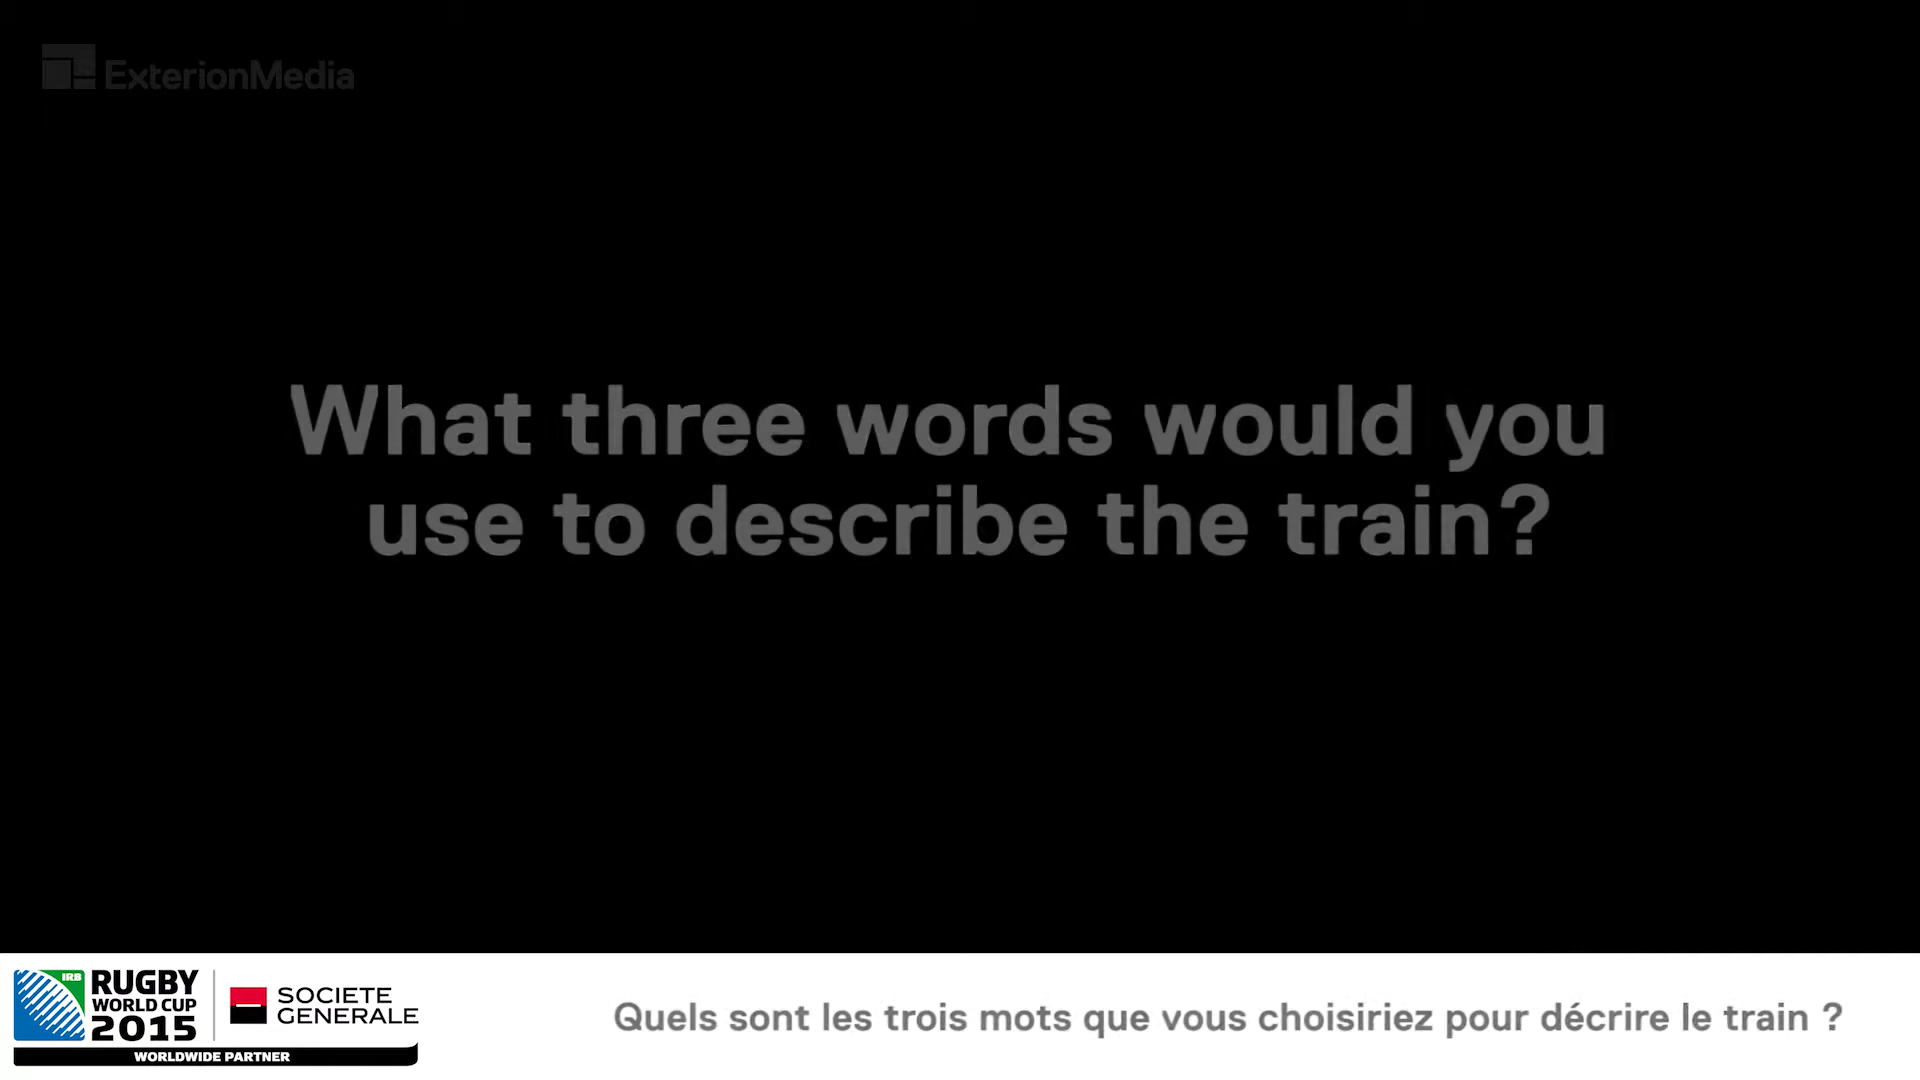 ExterionMedia
What three words would you
use to describe the train?
IRB
RUGBY
WORLD CUP
2015
SOCIETE
GENERALE
WORLDWIDE PARTNER
Quels sont les trois mots que vous choisiriez pour décrire le train ?